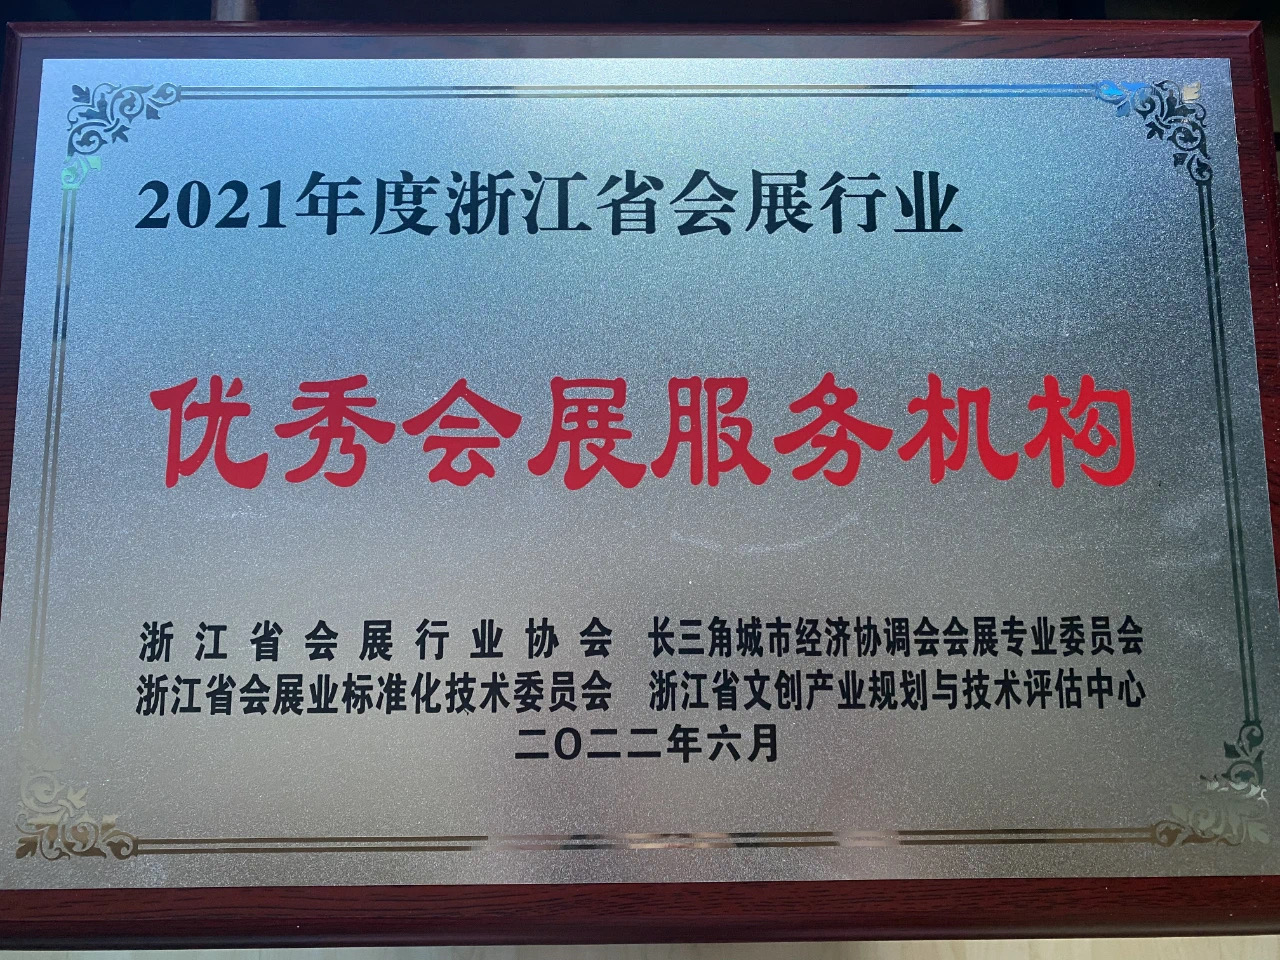 2021年度浙江省会展行业
优秀会展服务机构
浙江省会展行业协会 长三角城市经济协调会会展专业委员会
浙江省会展业标准化技术委员会 浙江省文创产业规划与技术评估中心
二〇二二年六月